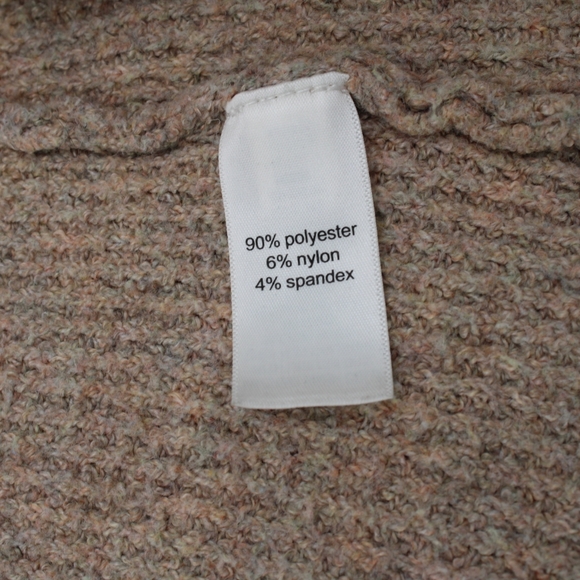 90% polyester
6% nylon
4% spandex